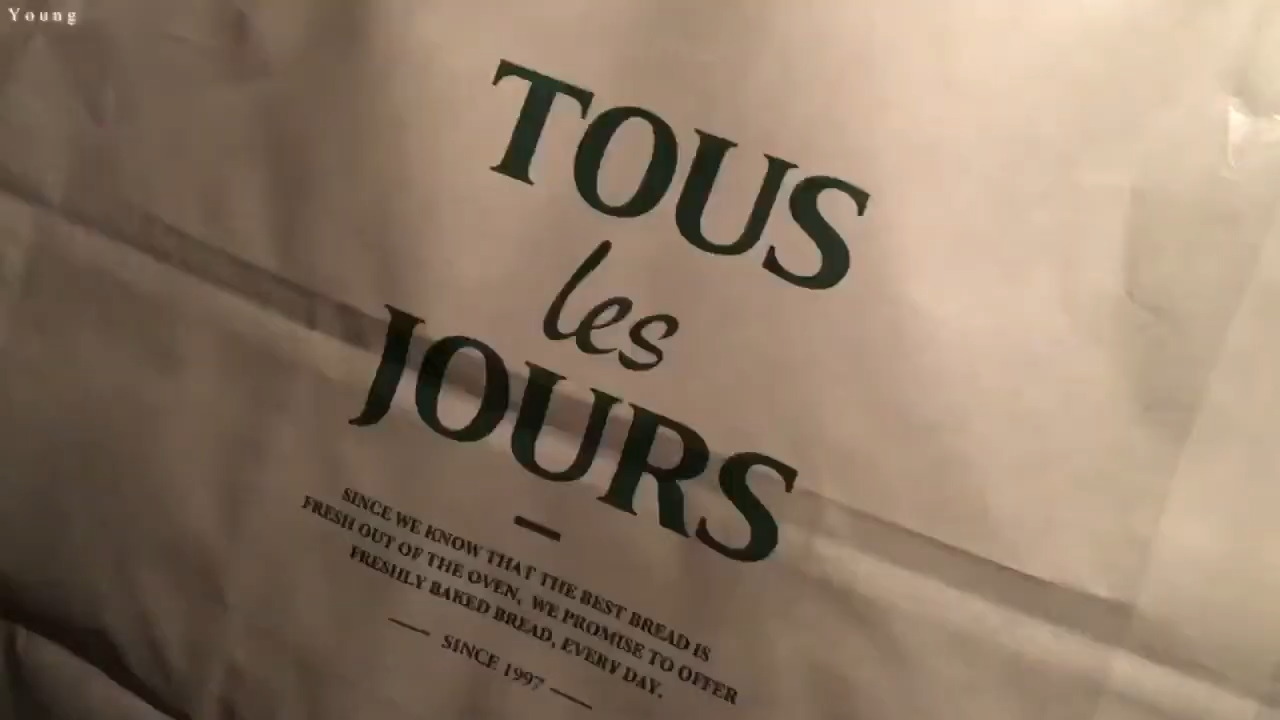 Young
TOUS
les
JOURS
SINCE WE KNOW THAT THE BEST BREAD IS
FRESH OUT OF THE OVEN, WE PROMISE TO OFFER
FRESHLY BAKED BREAD, EVERY DAY.
SINCE 1997